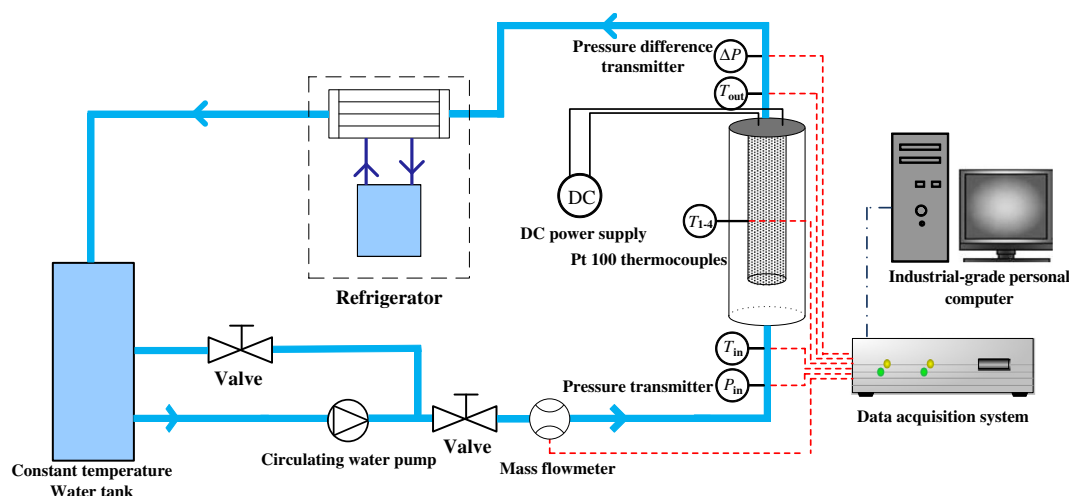 Pressure difference
transmitter
ΔP
Tout
DC
DC power supply
T1-4
Pt 100 thermocouples
Refrigerator
Industrial-grade personal
computer
Valve
Tin
Pressure transmitter
Pin
Data acquisition system
Valve
Circulating water pump
Mass flowmeter
Constant temperature
Water tank